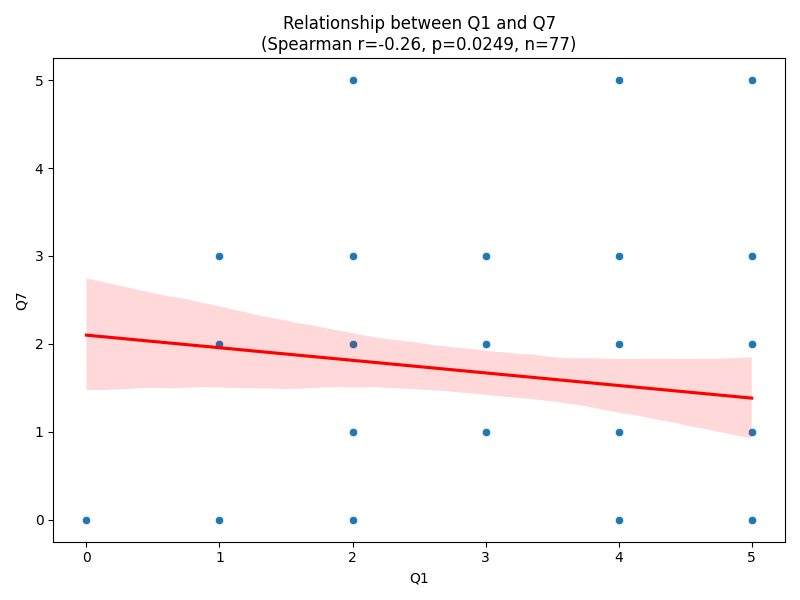 Relationship between Q1 and Q7
(Spearman r=-0.26, p=0.0249, n=77)
5
4
3
2
1
0
Q7
0 1 2 3 4 5
Q1